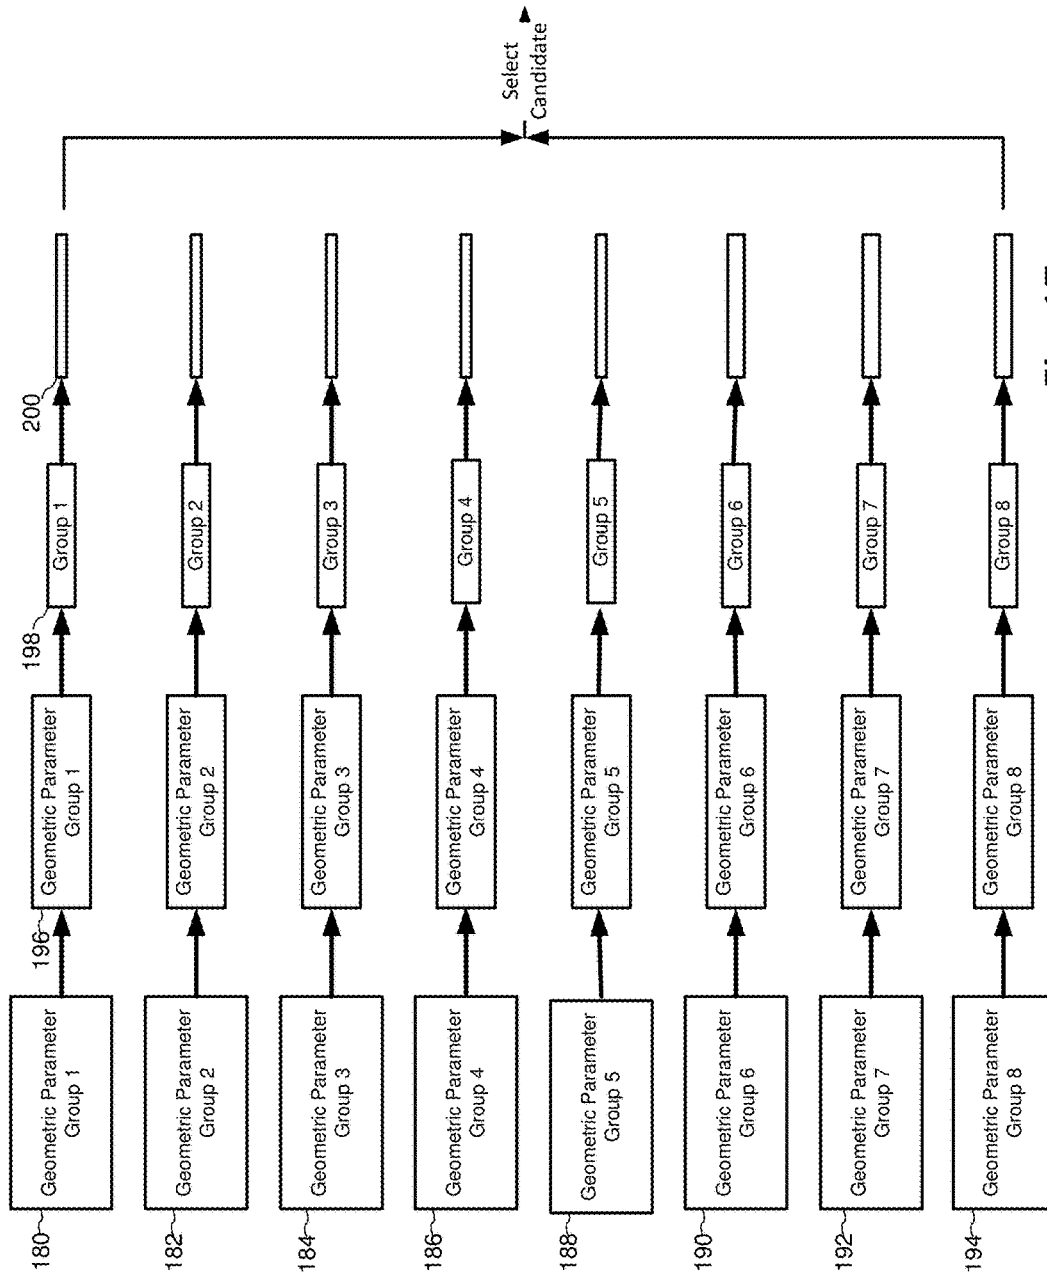 180
Geometric Parameter
Group 1
196
Geometric Parameter
Group 1
198
Group 1
200
182
Geometric Parameter
Group 2
Geometric Parameter
Group 2
Group 2
184
Geometric Parameter
Group 3
Geometric Parameter
Group 3
Group 3
186
Geometric Parameter
Group 4
Geometric Parameter
Group 4
Group 4
188
Geometric Parameter
Group 5
Geometric Parameter
Group 5
Group 5
190
Geometric Parameter
Group 6
Geometric Parameter
Group 6
Group 6
192
Geometric Parameter
Group 7
Geometric Parameter
Group 7
Group 7
194
Geometric Parameter
Group 8
Geometric Parameter
Group 8
Group 8
Select
Candidate